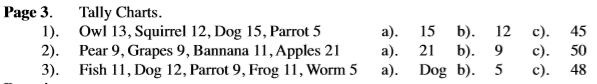 Page 3. Tally Charts.
1). Owl 13, Squirrel 12, Dog 15, Parrot 5 a). 15 b). 12 c). 45
2). Pear 9, Grapes 9, Bannana 11, Apples 21 a). 21 b). 9 c). 50
3). Fish 11, Dog 12, Parrot 9, Frog 11, Worm 5 a). Dog b). 5 c). 48